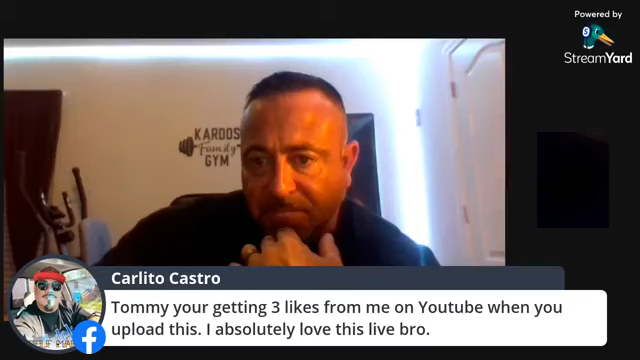 Powered by
StreamYard
KARDOS
Family
GYM
Carlito Castro
Tommy your getting 3 likes from me on Youtube when you
upload this. I absolutely love this live bro.